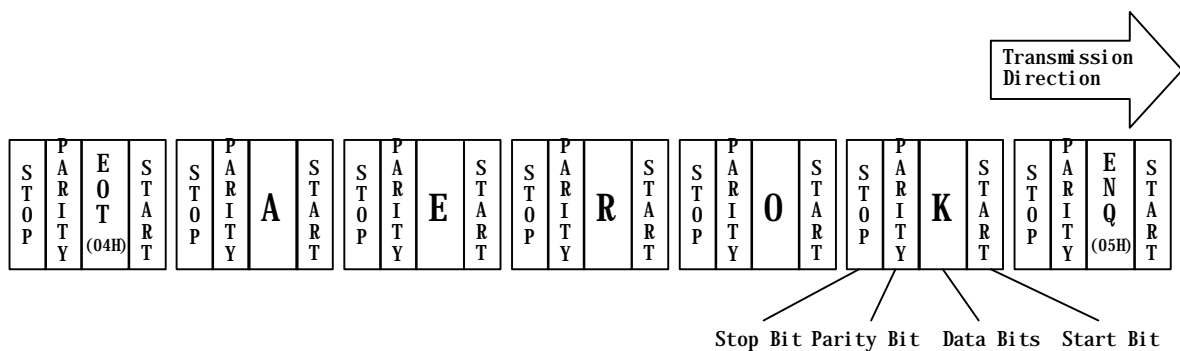 Transmission
Direction
STOP PARITY EOT (04H) START
STOP PARITY A START
STOP PARITY E START
STOP PARITY R START
STOP PARITY O START
STOP PARITY K START
STOP PARITY ENQ (05H) START
Stop Bit Parity Bit Data Bits Start Bit